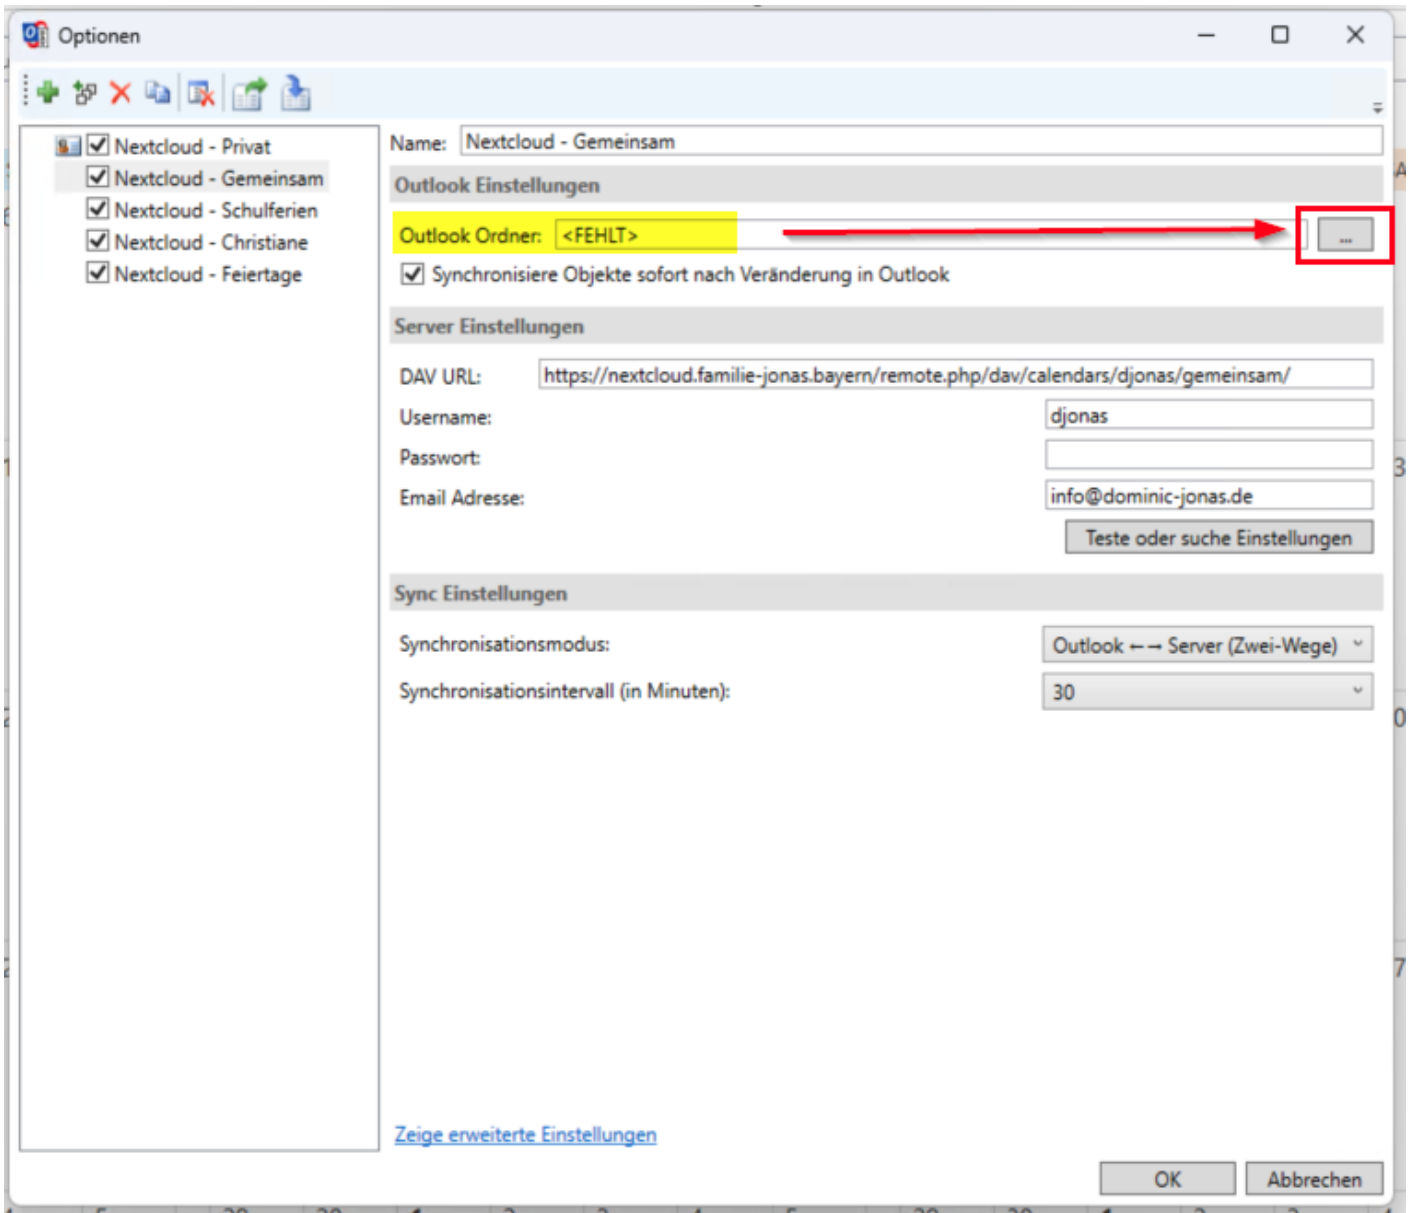 Optionen
Nextcloud - Privat
Nextcloud - Gemeinsam
Nextcloud - Schulferien
Nextcloud - Christiane
Nextcloud - Feiertage
Name: Nextcloud - Gemeinsam
Outlook Einstellungen
Outlook Ordner: <FEHLT> ...
Synchronisiere Objekte sofort nach Veränderung in Outlook
Server Einstellungen
DAV URL: https://nextcloud.familie-jonas.bayern/remote.php/dav/calendars/djonas/gemeinsam/
Username: djonas
Passwort:
Email Adresse: info@dominic-jonas.de
Teste oder suche Einstellungen
Sync Einstellungen
Synchronisationsmodus: Outlook ←→ Server (Zwei-Wege)
Synchronisationsintervall (in Minuten): 30
Zeige erweiterte Einstellungen
OK Abbrechen